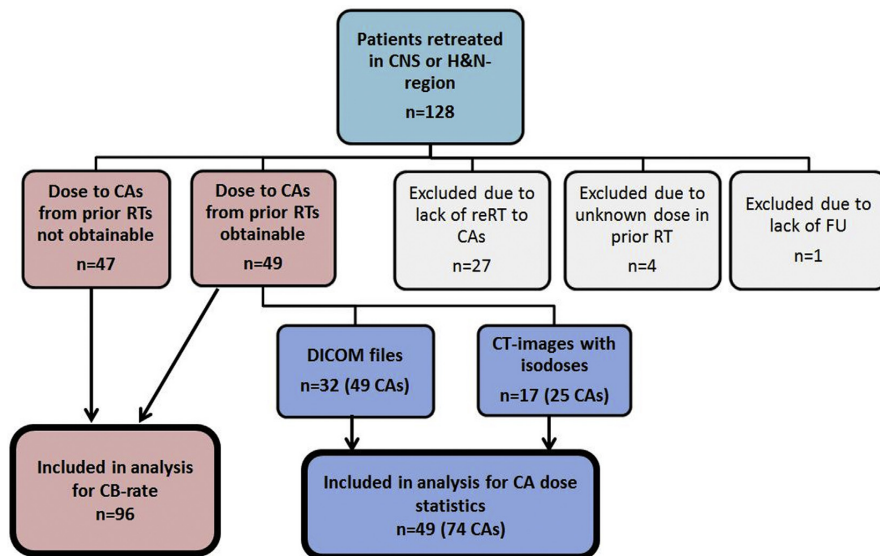 Patients retreated
in CNS or H&N-
region
n=128
Dose to CAs
from prior RTs
not obtainable
n=47
Dose to CAs
from prior RTs
obtainable
n=49
Excluded due to
lack of reRT to
CAs
n=27
Excluded due to
unknown dose in
prior RT
n=4
Excluded due to
lack of FU
n=1
DICOM files
n=32 (49 CAs)
CT-images with
isodoses
n=17 (25 CAs)
Included in analysis
for CB-rate
n=96
Included in analysis for CA dose
statistics
n=49 (74 CAs)